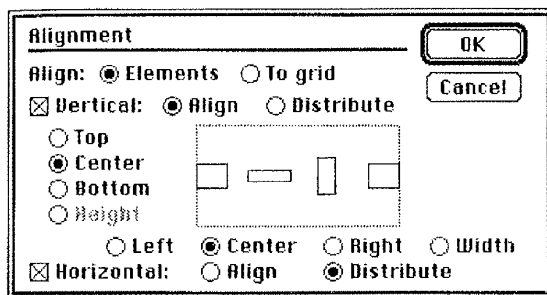 Alignment
OK
Align: Elements To grid
Cancel
Vertical: Align Distribute
Top
Center
Bottom
Height
Left Center Right Width
Horizontal: Align Distribute